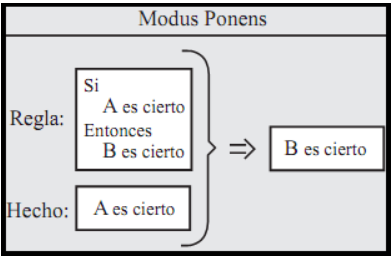 Modus Ponens
Regla:
Si
A es cierto
Entonces
B es cierto
Hecho:
A es cierto
⇒
B es cierto